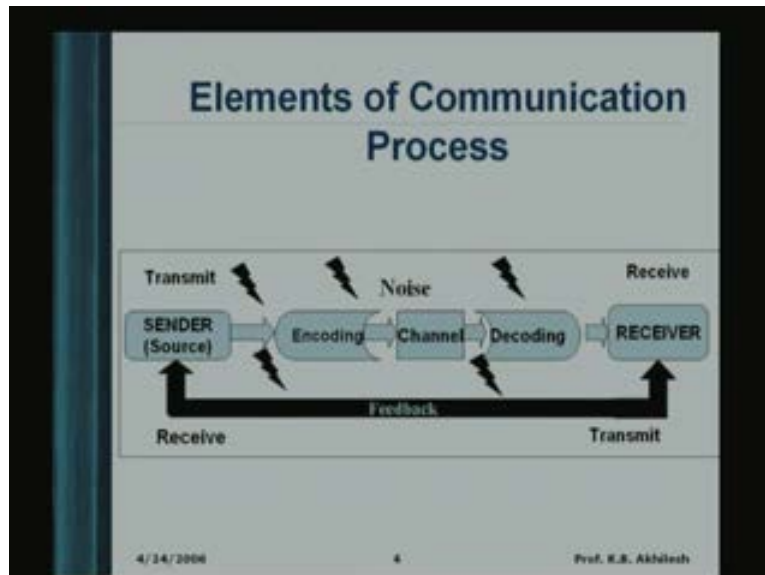 Elements of Communication
Process
Transmit
Noise
Receive
SENDER
(Source)
Encoding
Channel
Decoding
RECEIVER
Feedback
Receive
Transmit
4/24/2006
4
Prof. K.B. Akhilesh